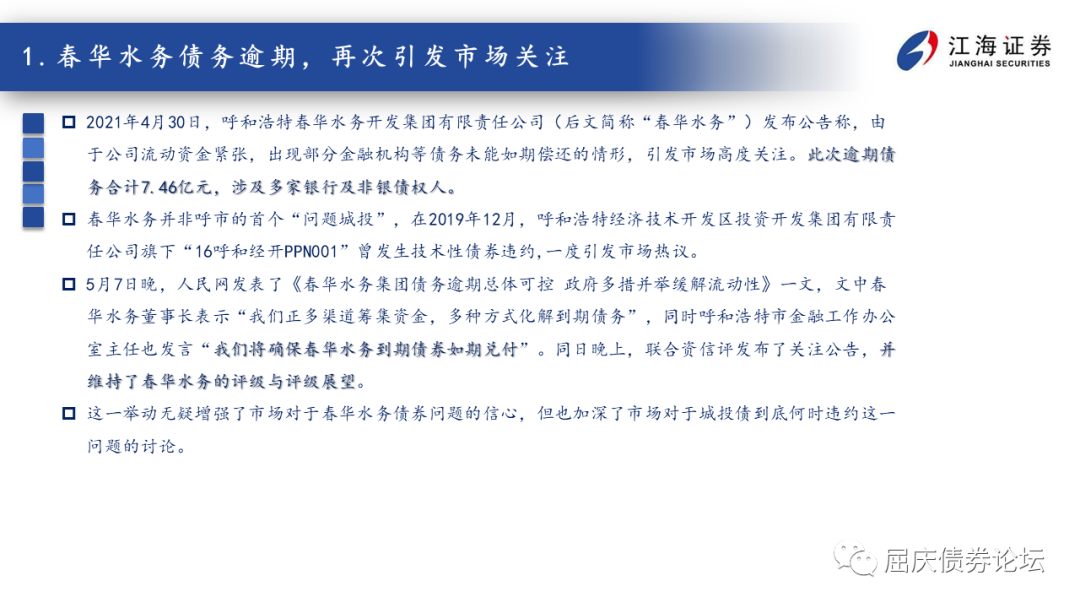 1. 春华水务债务逾期，再次引发市场关注
江海证券
JIANGHAI SECURITIES
2021年4月30日，呼和浩特春华水务开发集团有限责任公司（后文简称“春华水务”）发布公告称，由
于公司流动资金紧张，出现部分金融机构等债务未能如期偿还的情形，引发市场高度关注。此次逾期债
务合计7.46亿元，涉及多家银行及非银债权人。
春华水务并非呼市的首个“问题城投”，在2019年12月，呼和浩特经济技术开发区投资开发集团有限责
任公司旗下“16呼和经开PPN001”曾发生技术性债券违约,一度引发市场热议。
5月7日晚，人民网发表了《春华水务集团债务逾期总体可控 政府多措并举缓解流动性》一文，文中春
华水务董事长表示“我们正多渠道筹集资金，多种方式化解到期债务”，同时呼和浩特市金融工作办公
室主任也发言“我们将确保春华水务到期债券如期兑付”。同日晚上，联合资信评发布了关注公告，并
维持了春华水务的评级与评级展望。
这一举动无疑增强了市场对于春华水务债券问题的信心，但也加深了市场对于城投债到底何时违约这一
问题的讨论。
屈庆债券论坛